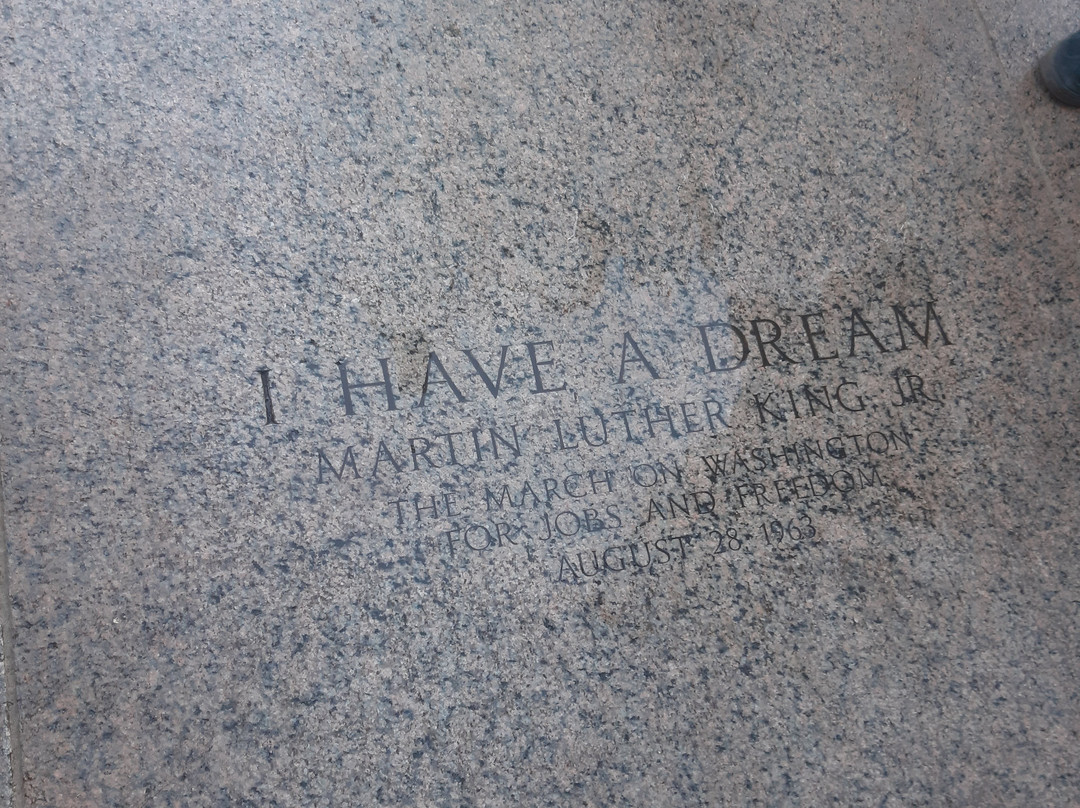 I HAVE A DREAM
MARTIN LUTHER KING JR.
THE MARCH ON WASHINGTON
FOR JOBS AND FREEDOM
AUGUST 28 1963